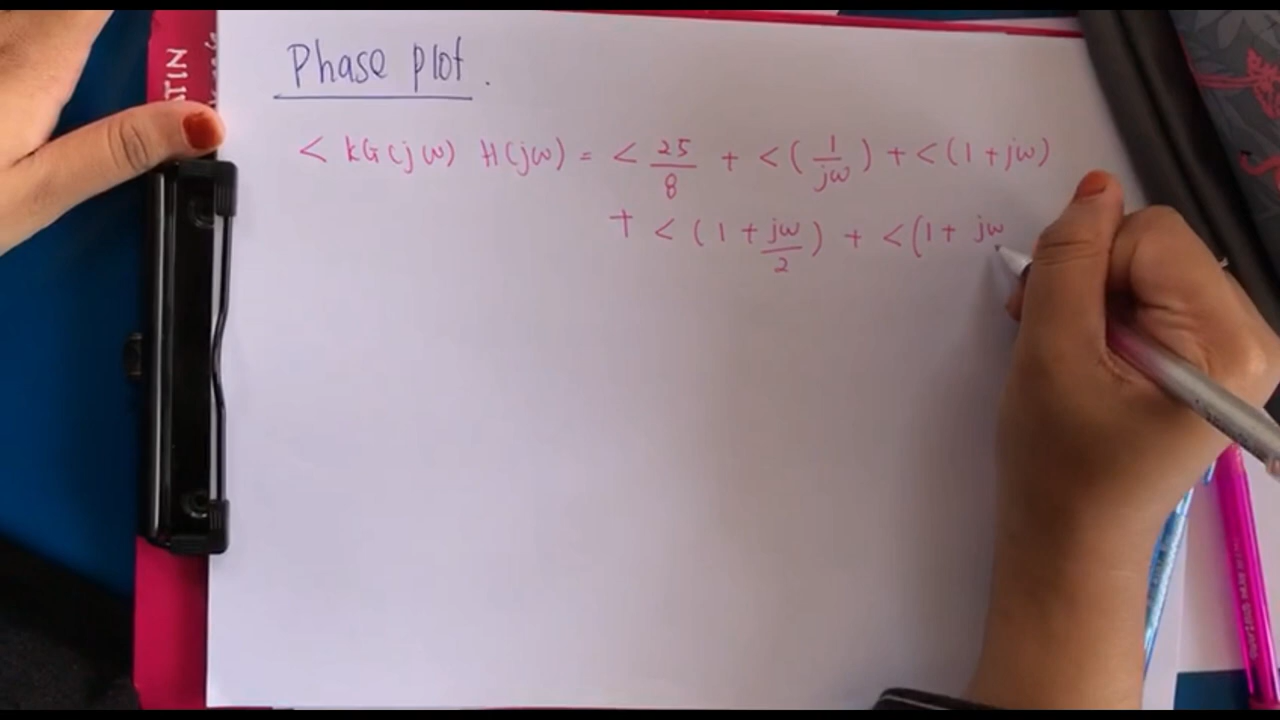 Phase plot.
< KG(jω) H(jω) = < 25/8 + < (1/jω) + < (1 + jω)
+ < (1 + jω/2) + < (1 + jω